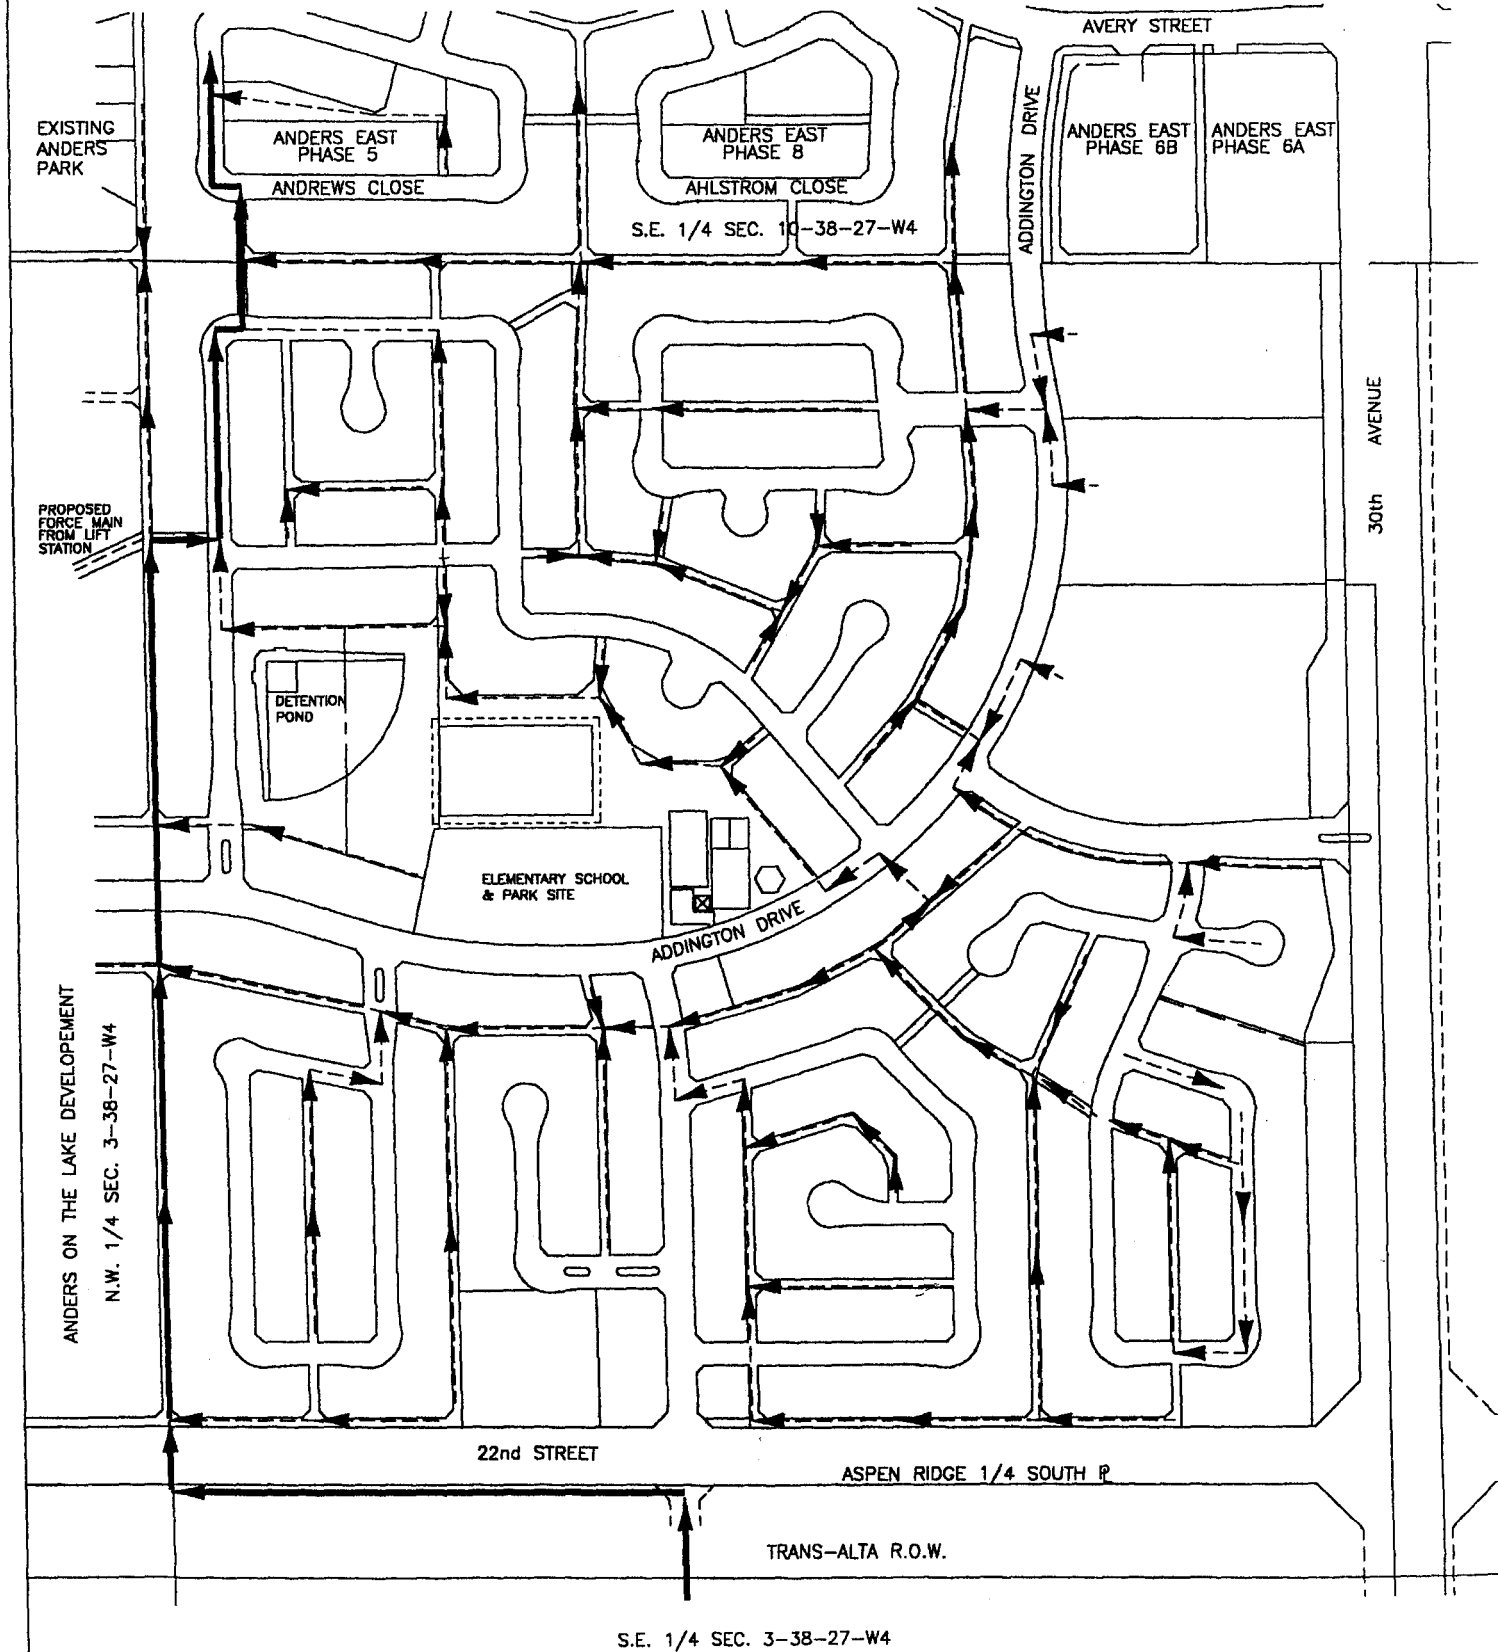 AVERY STREET
EXISTING
ANDERS
PARK
ANDERS EAST
PHASE 5
ANDREWS CLOSE
ANDERS EAST
PHASE 8
AHLSTROM CLOSE
ADDINGTON DRIVE
ANDERS EAST
PHASE 6B
ANDERS EAST
PHASE 6A
S.E. 1/4 SEC. 10-38-27-W4
30th AVENUE
PROPOSED
FORCE MAIN
FROM LIFT
STATION
DETENTION
POND
ELEMENTARY SCHOOL
& PARK SITE
ADDINGTON DRIVE
ANDERS ON THE LAKE DEVELOPEMENT
N.W. 1/4 SEC. 3-38-27-W4
22nd STREET
ASPEN RIDGE 1/4 SOUTH PL
TRANS-ALTA R.O.W.
S.E. 1/4 SEC. 3-38-27-W4